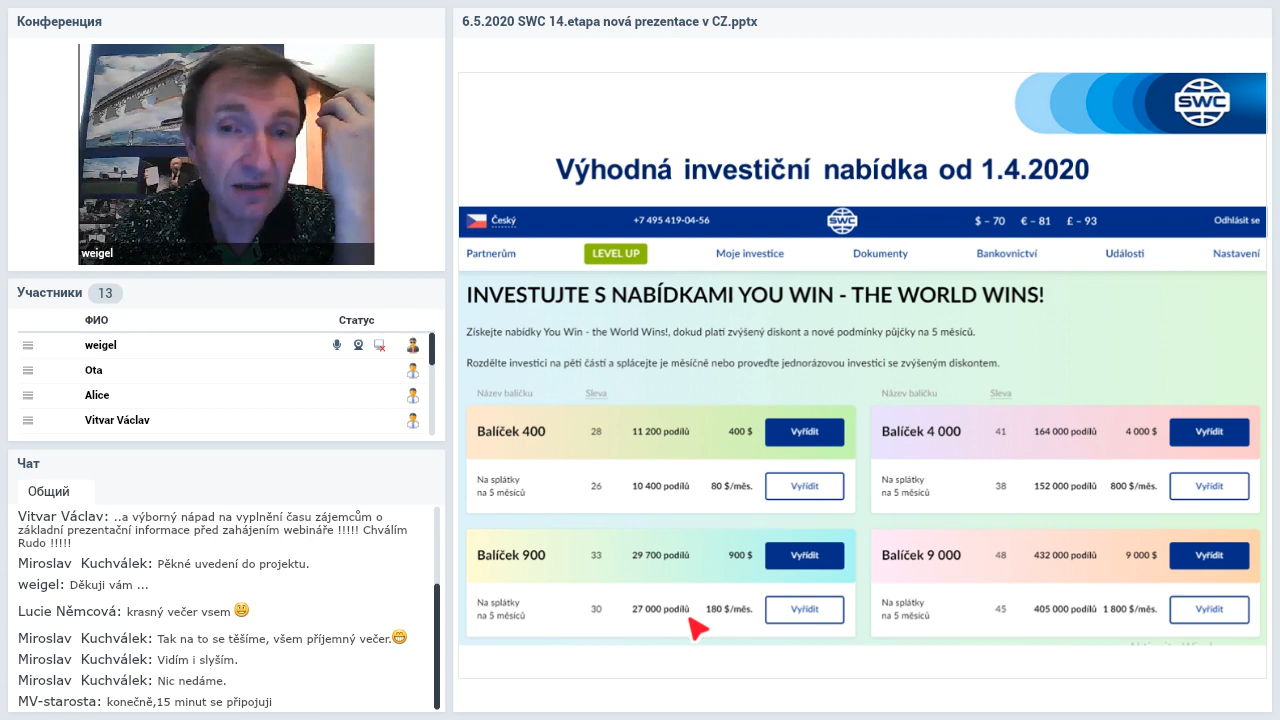 Конференция
weigel
Участники 13
ФИО Статус
weigel
Ota
Alice
Vitvar Václav
Чат
Общий
Vitvar Václav: ..a výborný nápad na vyplnění času zájemcům o
základní prezentační informace před zahájením webináře !!!!! Chválím
Rudo !!!!!
Miroslav Kuchválek: Pěkné uvedení do projektu.
weigel: Děkuji vám ...
Lucie Němcová: krasný večer vsem
Miroslav Kuchválek: Tak na to se těšíme, všem příjemný večer.
Miroslav Kuchválek: Vidím i slyším.
Miroslav Kuchválek: Nic nedáme.
MV-starosta: konečně,15 minut se připojuji
6.5.2020 SWC 14.etapa nová prezentace v CZ.pptx
SWC
Výhodná investiční nabídka od 1.4.2020
Český +7 495 419-04-56 SWC $ – 70 € – 81 £ – 93 Odhlásit se
Partnerům LEVEL UP Moje investice Dokumenty Bankovnictví Události Nastavení
INVESTUJTE S NABÍDKAMI YOU WIN - THE WORLD WINS!
Získejte nabídky You Win - the World Wins!, dokud platí zvýšený diskont a nové podmínky půjčky na 5 měsíců.
Rozdělte investici na pěti částí a splácejte je měsíčně nebo proveďte jednorázovou investici se zvýšeným diskontem.
Název balíčku Sleva
Balíček 400 28 11 200 podílů 400 $ Vyřídit
Na splátky
na 5 měsíců 26 10 400 podílů 80 $/měs. Vyřídit
Balíček 900 33 29 700 podílů 900 $ Vyřídit
Na splátky
na 5 měsíců 30 27 000 podílů 180 $/měs. Vyřídit
Název balíčku Sleva
Balíček 4 000 41 164 000 podílů 4 000 $ Vyřídit
Na splátky
na 5 měsíců 38 152 000 podílů 800 $/měs. Vyřídit
Balíček 9 000 48 432 000 podílů 9 000 $ Vyřídit
Na splátky
na 5 měsíců 45 405 000 podílů 1 800 $/měs. Vyřídit